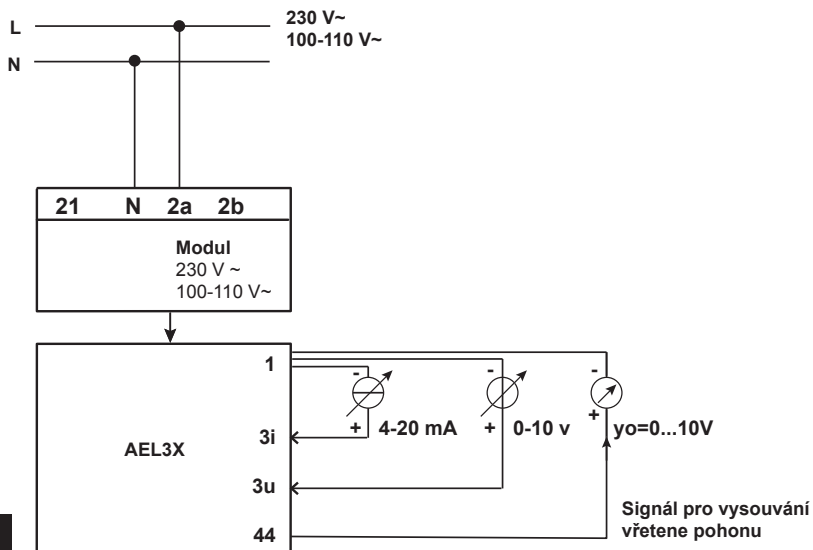 L
230 V~
100-110 V~
N
21 N 2a 2b
Modul
230 V ~
100-110 V~
1
- - -
3i
+ 4-20 mA + 0-10 v + yo=0...10V
AEL3X
3u
Signál pro vysouvání
vřetene pohonu
44